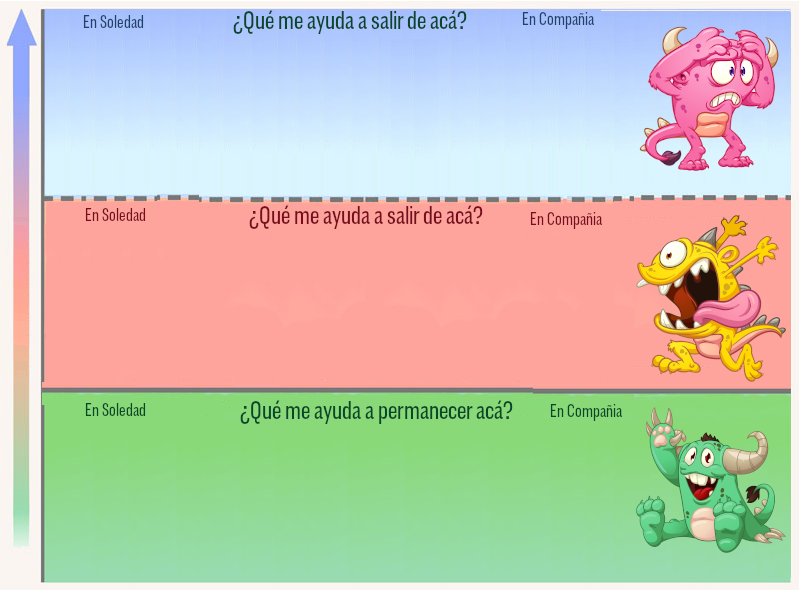 En Soledad
¿Qué me ayuda a salir de acá?
En Compañia
En Soledad
¿Qué me ayuda a salir de acá?
En Compañia
En Soledad
¿Qué me ayuda a permanecer acá?
En Compañia